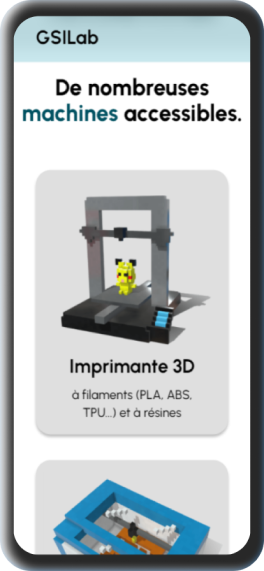 GSILab
De nombreuses
machines accessibles.
Imprimante 3D
à filaments (PLA, ABS,
TPU...) et à résines